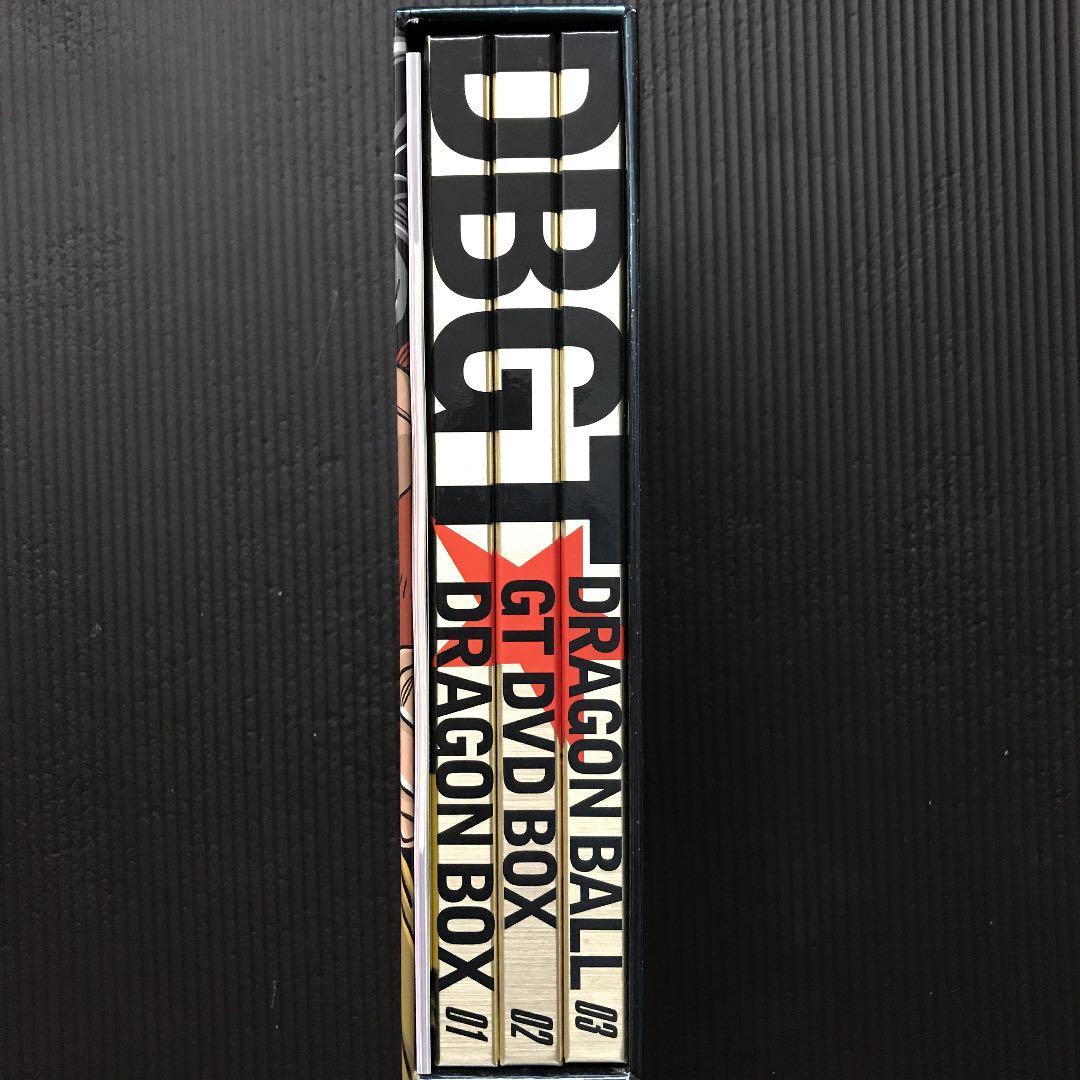 DBGT
DRAGON BALL
GT DVD BOX
DRAGON BOX
03
02
01